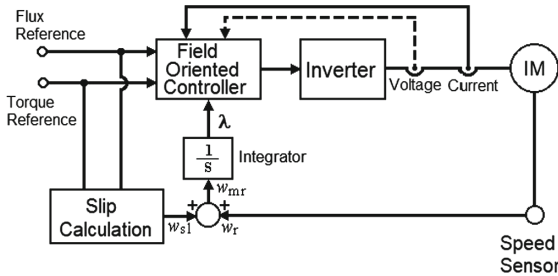 Flux
Reference
Torque
Reference
Field
Oriented
Controller
Inverter
Voltage
Current
IM
λ
1
s
Integrator
w_mr
+
+
Slip
Calculation
w_s1
w_r
Speed
Sensor